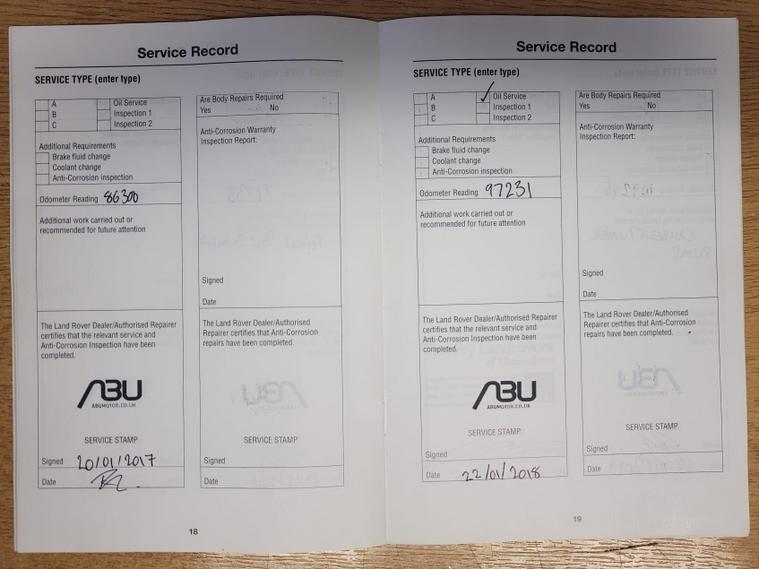 Service Record
SERVICE TYPE (enter type)
A Oil Service
B Inspection 1
C Inspection 2
Additional Requirements
Brake fluid change
Coolant change
Anti-Corrosion inspection
Odometer Reading 86300
Additional work carried out or
recommended for future attention
The Land Rover Dealer/Authorised Repairer
certifies that the relevant service and
Anti-Corrosion Inspection have been
completed.
ABU
ABUMOTOR.CO.UK
SERVICE STAMP
Signed 20/01/2017
Date
Are Body Repairs Required
Yes No
Anti-Corrosion Warranty
Inspection Report:
Signed
Date
The Land Rover Dealer/Authorised
Repairer certifies that Anti-Corrosion
repairs have been completed.
SERVICE STAMP
Signed
Date
18
Service Record
SERVICE TYPE (enter type)
A Oil Service
B Inspection 1
C Inspection 2
Additional Requirements
Brake fluid change
Coolant change
Anti-Corrosion inspection
Odometer Reading 97231
Additional work carried out or
recommended for future attention
The Land Rover Dealer/Authorised Repairer
certifies that the relevant service and
Anti-Corrosion Inspection have been
completed.
ABU
ABUMOTOR.CO.UK
SERVICE STAMP
Signed
Date 22/01/2018
Are Body Repairs Required
Yes No
Anti-Corrosion Warranty
Inspection Report:
Signed
Date
The Land Rover Dealer/Authorised
Repairer certifies that Anti-Corrosion
repairs have been completed.
SERVICE STAMP
Signed
Date
19